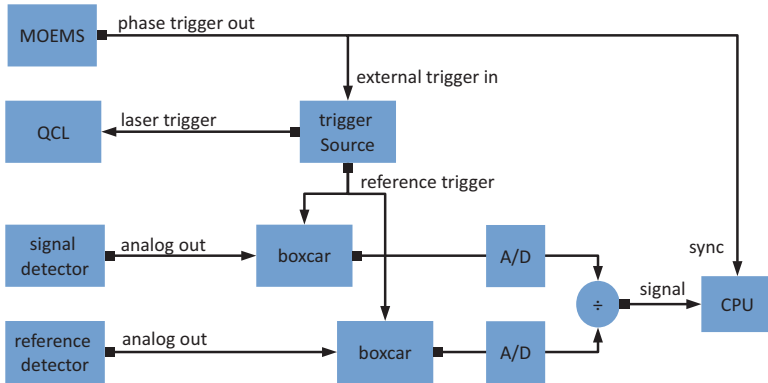 phase trigger out
MOEMS
external trigger in
laser trigger
QCL
trigger
Source
reference trigger
signal
detector
analog out
boxcar
A/D
sync
signal
÷
CPU
reference
detector
analog out
boxcar
A/D